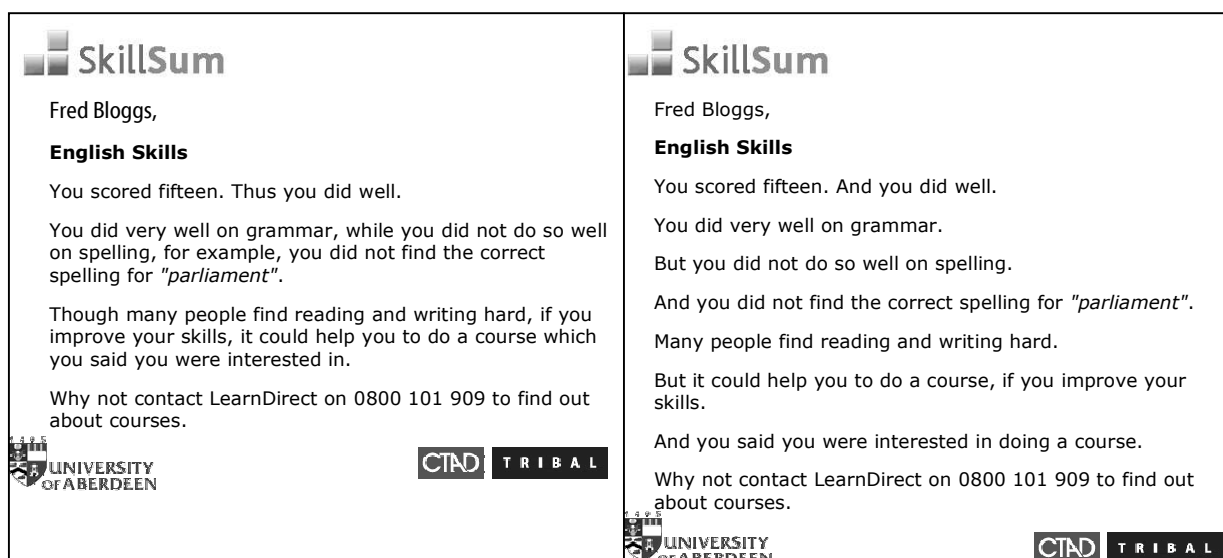 SkillSum
Fred Bloggs,
English Skills
You scored fifteen. Thus you did well.
You did very well on grammar, while you did not do so well
on spelling, for example, you did not find the correct
spelling for "parliament".
Though many people find reading and writing hard, if you
improve your skills, it could help you to do a course which
you said you were interested in.
Why not contact LearnDirect on 0800 101 909 to find out
about courses.
1495
UNIVERSITY
OF ABERDEEN
CTAD TRIBAL
SkillSum
Fred Bloggs,
English Skills
You scored fifteen. And you did well.
You did very well on grammar.
But you did not do so well on spelling.
And you did not find the correct spelling for "parliament".
Many people find reading and writing hard.
But it could help you to do a course, if you improve your
skills.
And you said you were interested in doing a course.
Why not contact LearnDirect on 0800 101 909 to find out
about courses.
1495
UNIVERSITY
OF ABERDEEN
CTAD TRIBAL